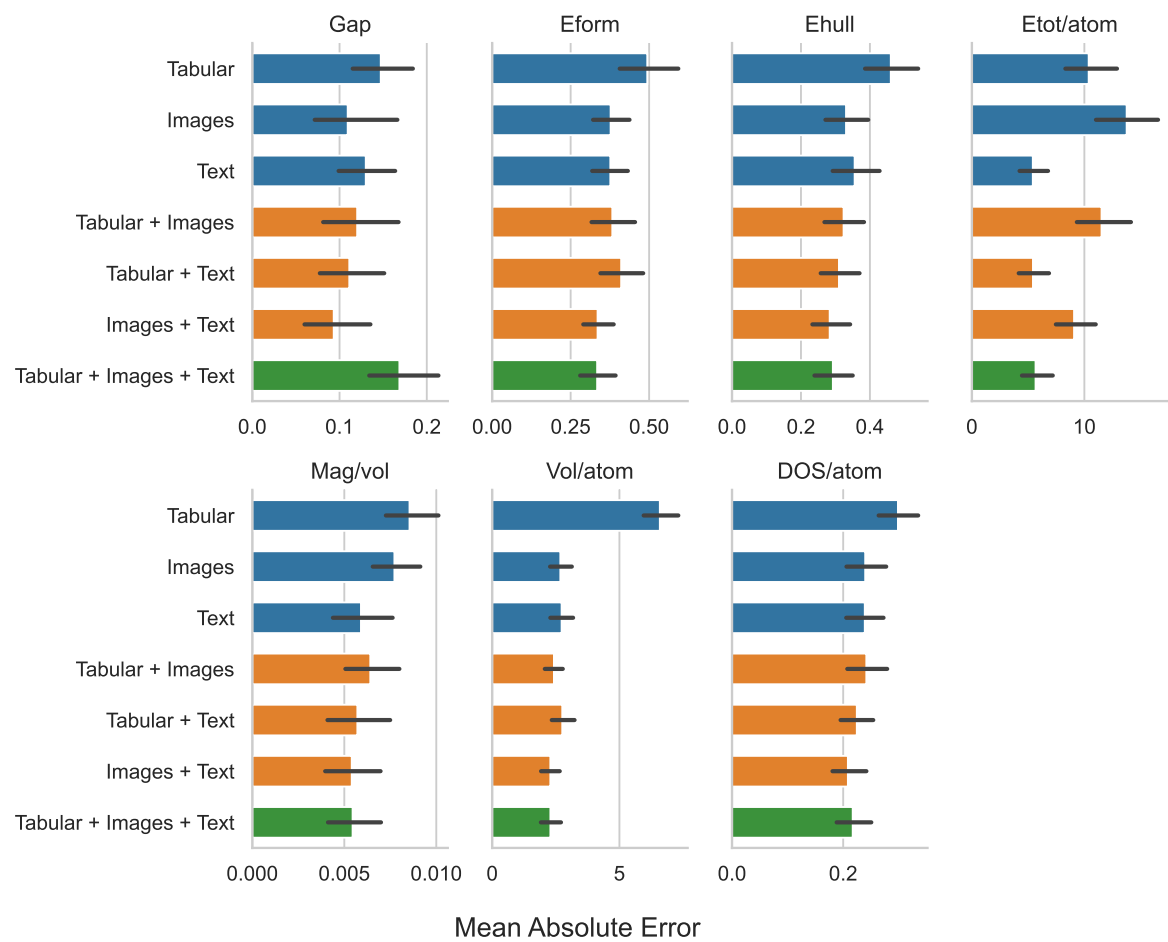 Gap Eform Ehull Etot/atom
Tabular
Images
Text
Tabular + Images
Tabular + Text
Images + Text
Tabular + Images + Text
0.0 0.1 0.2 0.00 0.25 0.50 0.0 0.2 0.4 0 10
Mag/vol Vol/atom DOS/atom
Tabular
Images
Text
Tabular + Images
Tabular + Text
Images + Text
Tabular + Images + Text
0.000 0.005 0.010 0 5 0.0 0.2
Mean Absolute Error